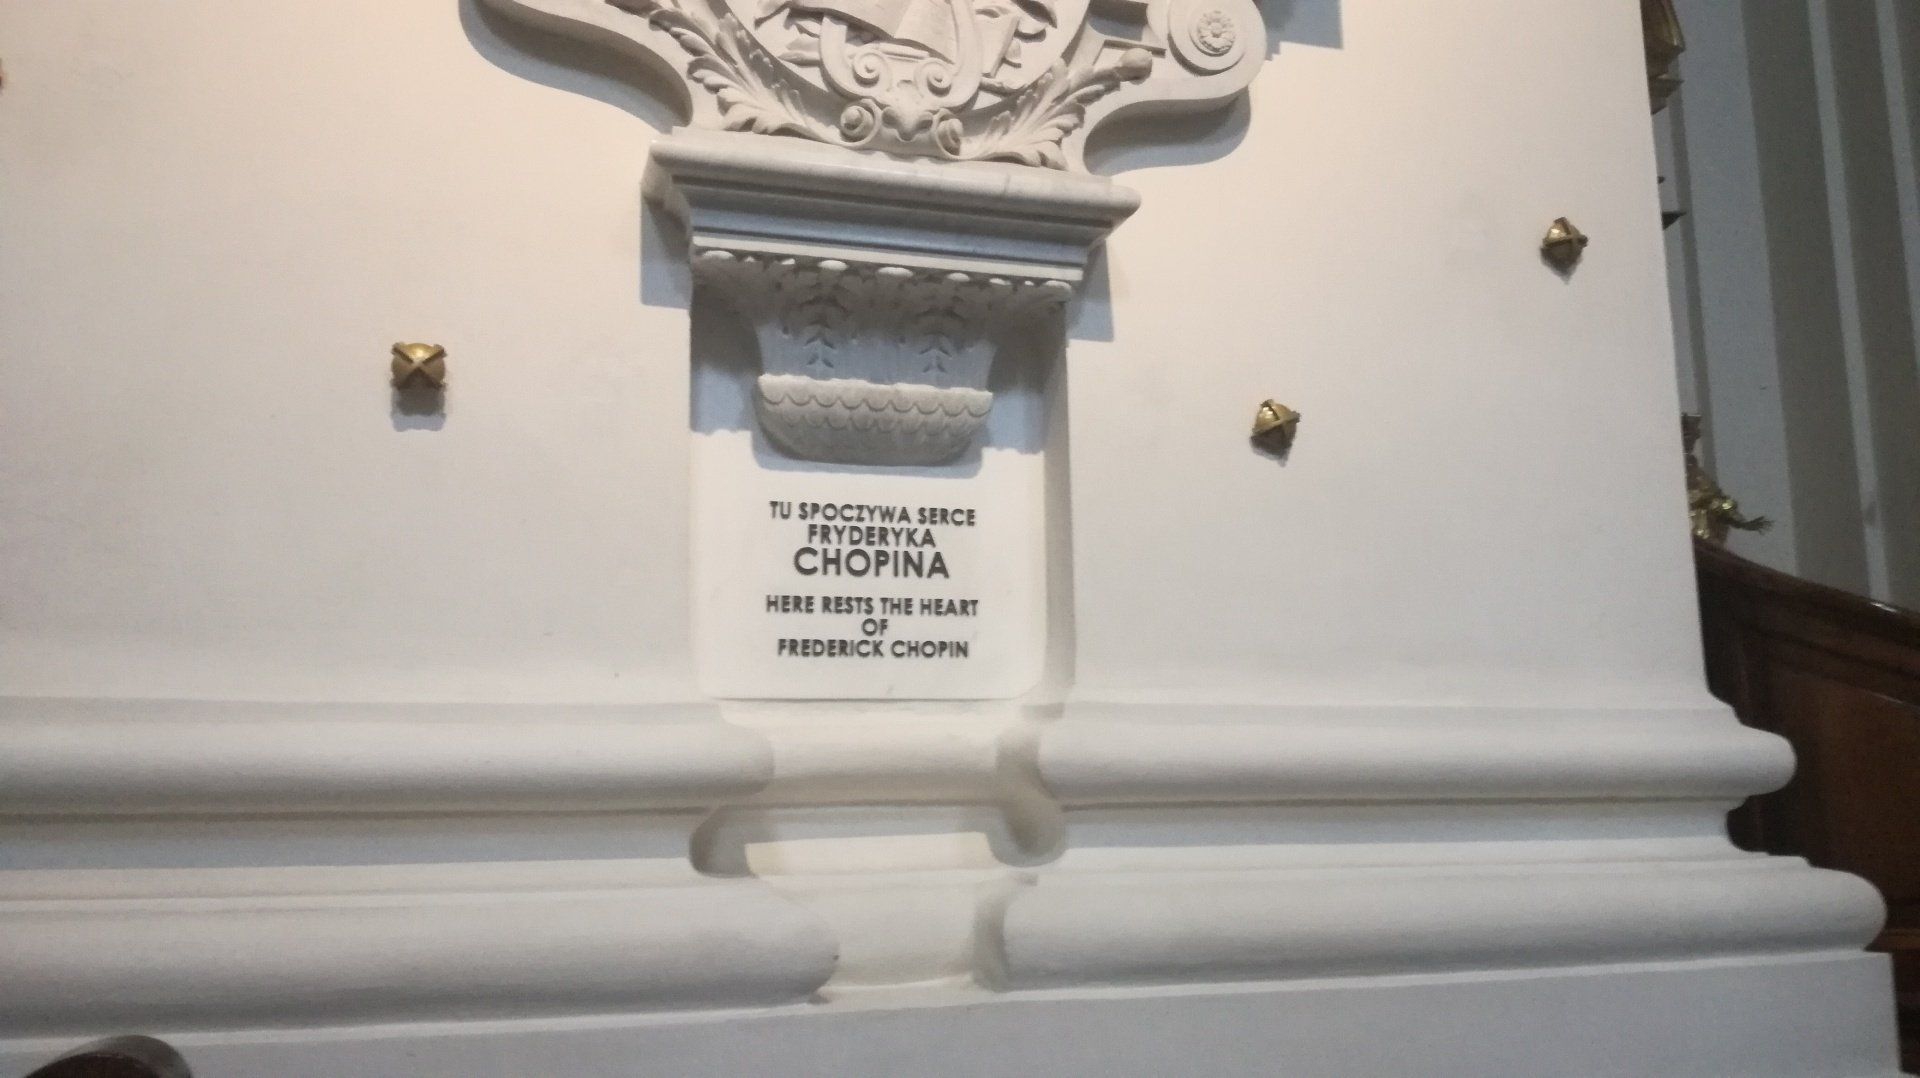 TU SPOCZYWA SERCE
FRYDERYKA
CHOPINA
HERE RESTS THE HEART
OF
FREDERICK CHOPIN